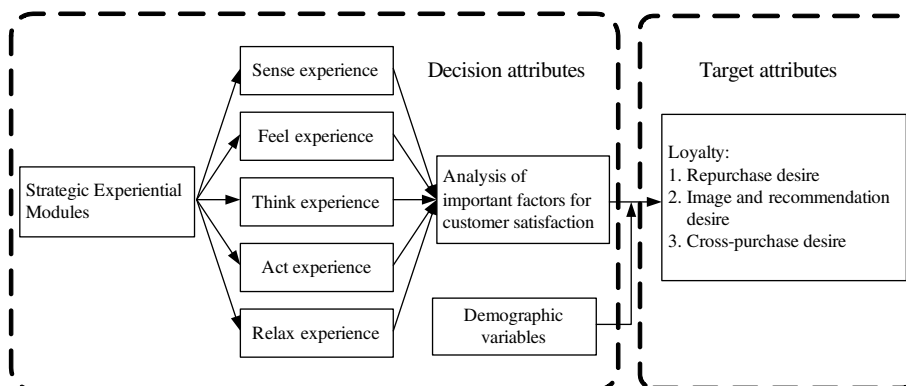 Decision attributes
Target attributes
Strategic Experiential
Modules
Sense experience
Feel experience
Think experience
Act experience
Relax experience
Analysis of
important factors for
customer satisfaction
Demographic
variables
Loyalty:
1. Repurchase desire
2. Image and recommendation
desire
3. Cross-purchase desire